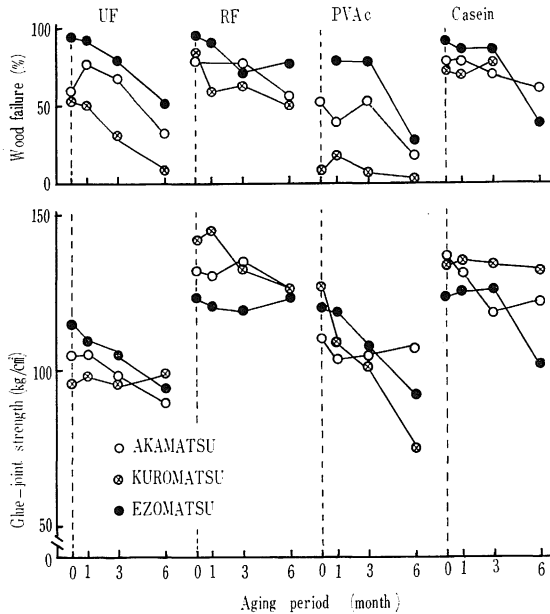 UF RF PVAc Casein
100
50
0
Wood failure (%)
150
100
50
0
Glue-joint strength (kg/cm)
AKAMATSU
KUROMATSU
EZOMATSU
0 1 3 6 0 1 3 6 0 1 3 6 0 1 3 6
Aging period (month)